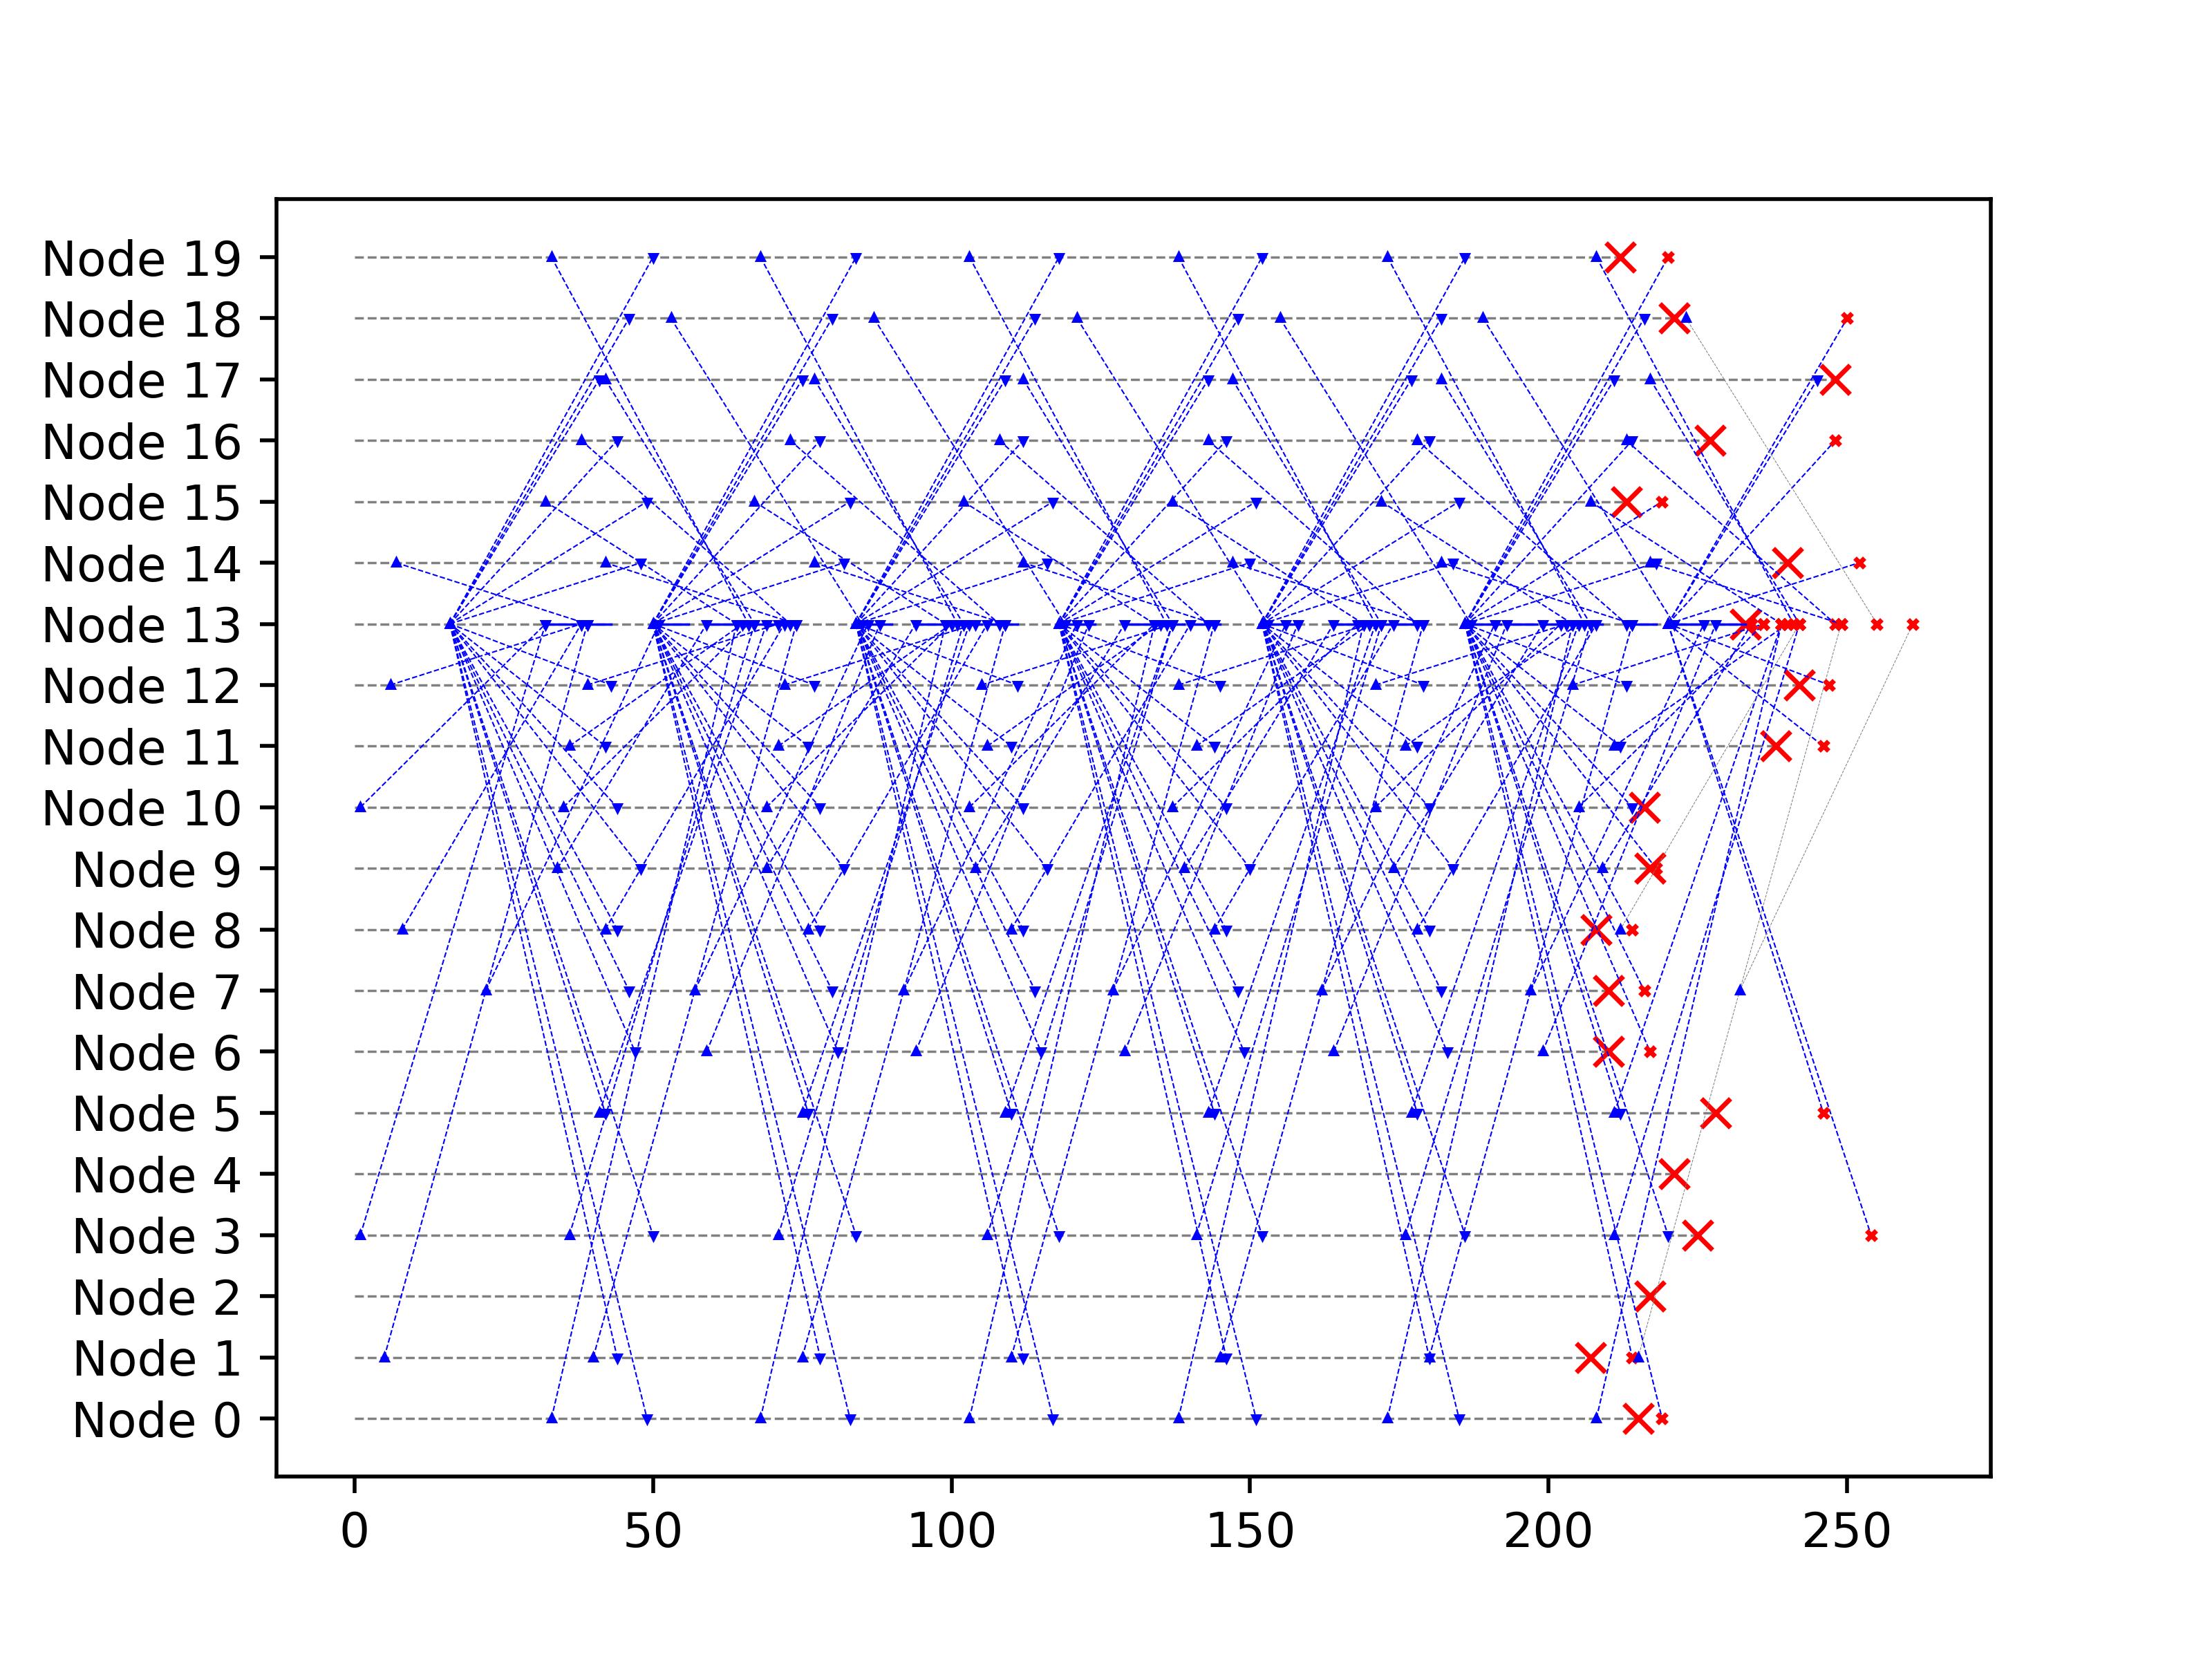 Node 19
Node 18
Node 17
Node 16
Node 15
Node 14
Node 13
Node 12
Node 11
Node 10
Node 9
Node 8
Node 7
Node 6
Node 5
Node 4
Node 3
Node 2
Node 1
Node 0
0 50 100 150 200 250